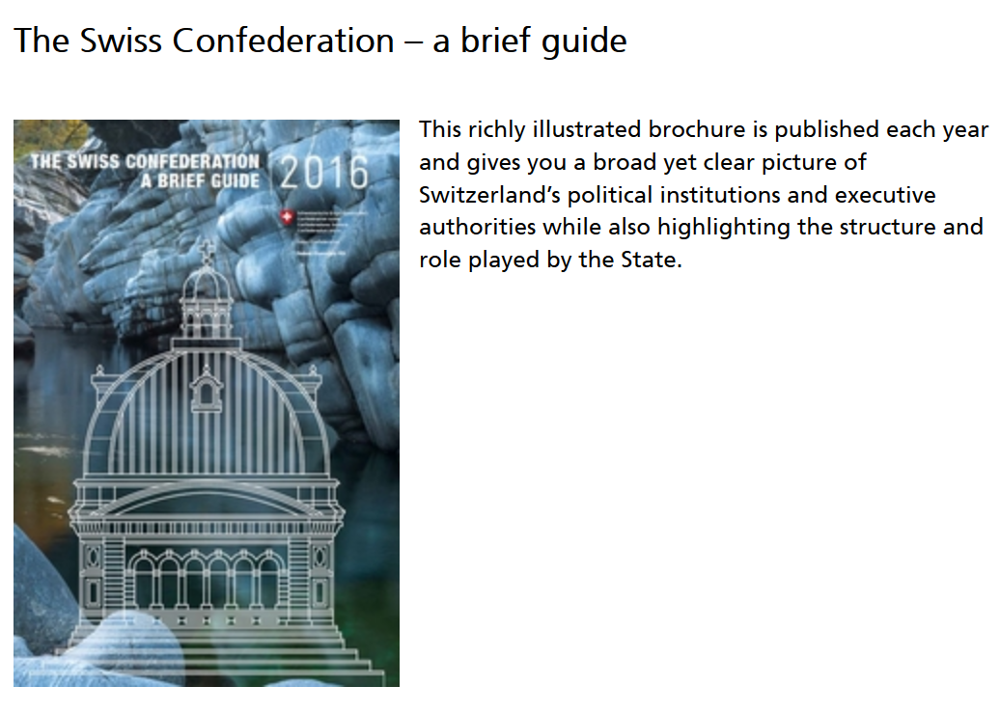 The Swiss Confederation – a brief guide
THE SWISS CONFEDERATION
A BRIEF GUIDE
2016
This richly illustrated brochure is published each year
and gives you a broad yet clear picture of
Switzerland's political institutions and executive
authorities while also highlighting the structure and
role played by the State.